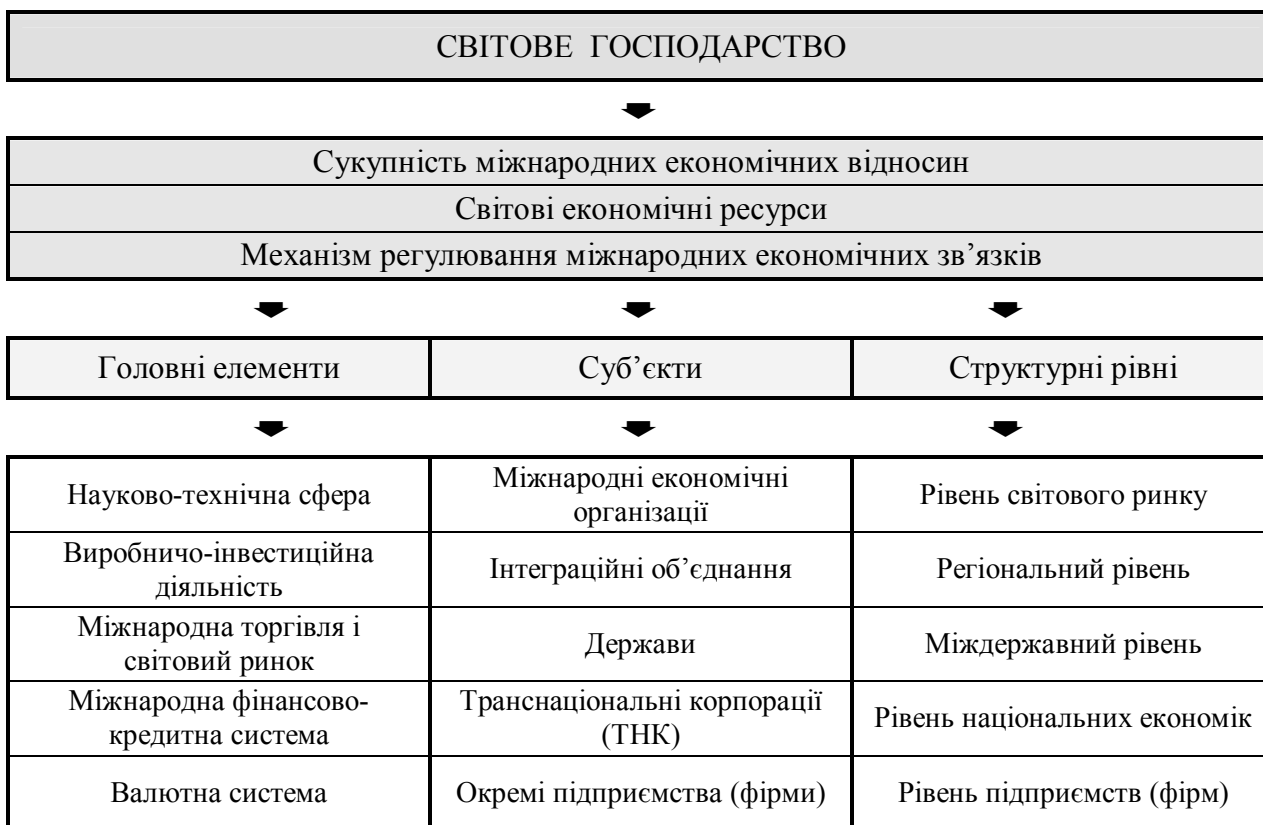 СВІТОВЕ ГОСПОДАРСТВО
Сукупність міжнародних економічних відносин
Світові економічні ресурси
Механізм регулювання міжнародних економічних зв’язків
Головні елементи
Суб’єкти
Структурні рівні
Науково-технічна сфера
Міжнародні економічні
організації
Рівень світового ринку
Виробничо-інвестиційна
діяльність
Інтеграційні об’єднання
Регіональний рівень
Міжнародна торгівля і
світовий ринок
Держави
Міждержавний рівень
Міжнародна фінансово-
кредитна система
Транснаціональні корпорації
(ТНК)
Рівень національних економік
Валютна система
Окремі підприємства (фірми)
Рівень підприємств (фірм)